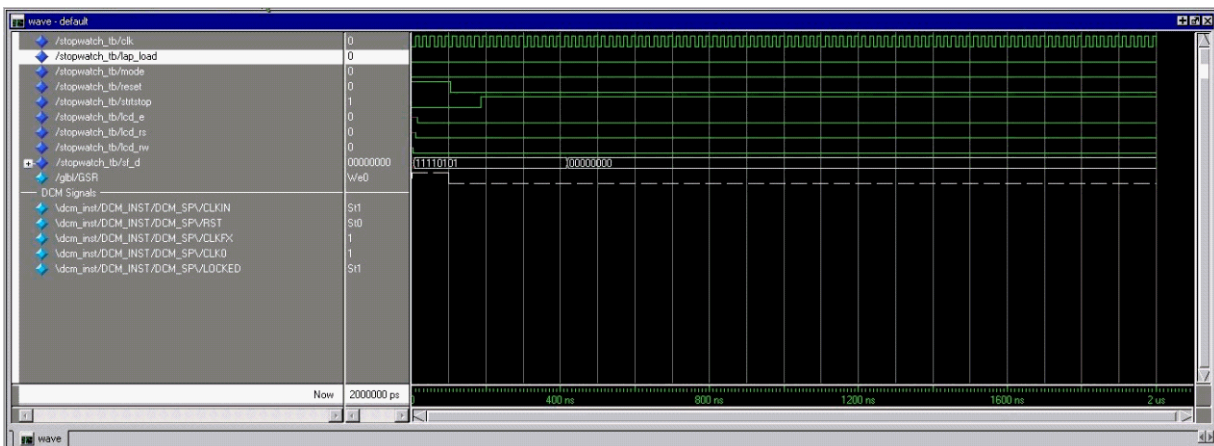 wave - default
/stopwatch_tb/clk 0
/stopwatch_tb/lap_load 0
/stopwatch_tb/mode 0
/stopwatch_tb/reset 0
/stopwatch_tb/strtstop 1
/stopwatch_tb/lcd_e 0
/stopwatch_tb/lcd_rs 0
/stopwatch_tb/lcd_rw 0
/stopwatch_tb/sf_d 00000000 11110101 00000000
/glbl/GSR We0
DCM Signals
\dcm_inst/DCM_INST/DCM_SP\/CLKIN St1
\dcm_inst/DCM_INST/DCM_SP\/RST St0
\dcm_inst/DCM_INST/DCM_SP\/CLKFX 1
\dcm_inst/DCM_INST/DCM_SP\/CLK0 1
\dcm_inst/DCM_INST/DCM_SP\/LOCKED St1
Now 2000000 ps 0 400 ns 800 ns 1200 ns 1600 ns 2 us
wave